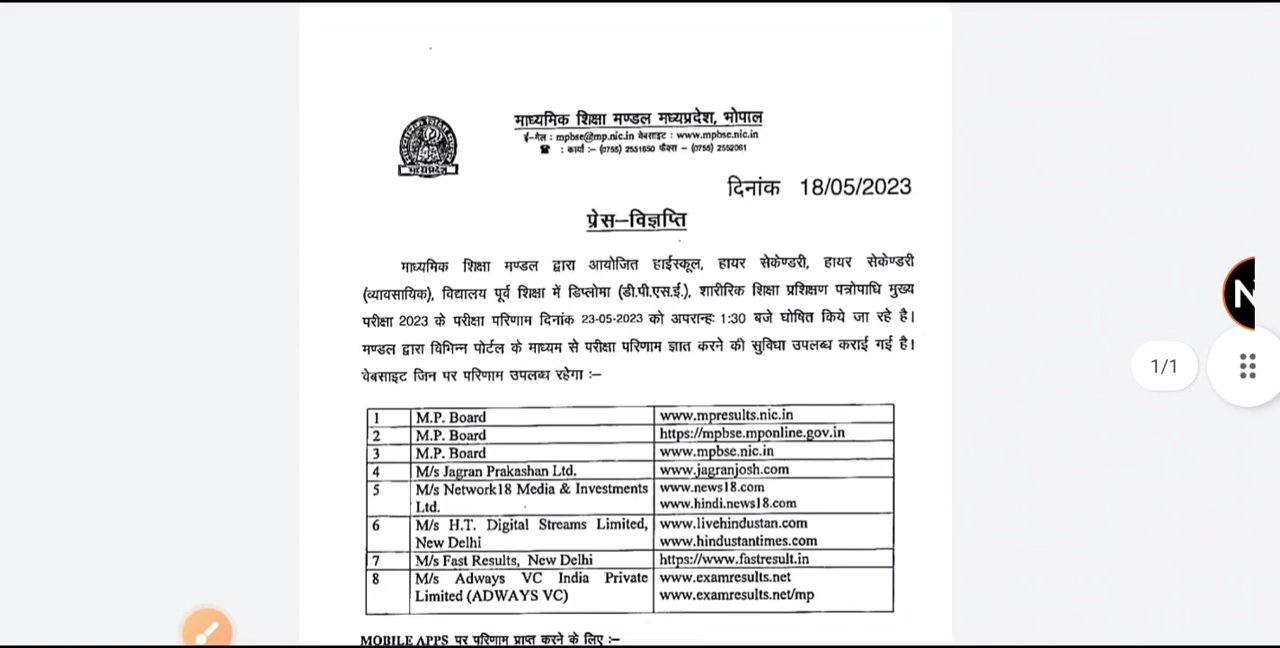 माध्यमिक शिक्षा मण्डल मध्यप्रदेश, भोपाल
ई-मेल : mpbse@mp.nic.in वेबसाइट : www.mpbse.nic.in
☎ : कार्या :– (0755) 2551650 फैक्स – (0755) 2552061
मध्यप्रदेश
दिनांक 18/05/2023
प्रेस–विज्ञप्ति
माध्यमिक शिक्षा मण्डल द्वारा आयोजित हाईस्कूल, हायर सेकेण्डरी, हायर सेकेण्डरी
(व्यावसायिक), विद्यालय पूर्व शिक्षा में डिप्लोमा (डी.पी.एस.ई.), शारीरिक शिक्षा प्रशिक्षण पत्रोपाधि मुख्य
परीक्षा 2023 के परीक्षा परिणाम दिनांक 23-05-2023 को अपरान्हः 1:30 बजे घोषित किये जा रहे है।
मण्डल द्वारा विभिन्न पोर्टल के माध्यम से परीक्षा परिणाम ज्ञात करने की सुविधा उपलब्ध कराई गई है।
वेबसाइट जिन पर परिणाम उपलब्ध रहेगा :–
1 M.P. Board www.mpresults.nic.in
2 M.P. Board https://mpbse.mponline.gov.in
3 M.P. Board www.mpbse.nic.in
4 M/s Jagran Prakashan Ltd. www.jagranjosh.com
5 M/s Network18 Media & Investments www.news18.com
Ltd. www.hindi.news18.com
6 M/s H.T. Digital Streams Limited, www.livehindustan.com
New Delhi www.hindustantimes.com
7 M/s Fast Results, New Delhi https://www.fastresult.in
8 M/s Adways VC India Private www.examresults.net
Limited (ADWAYS VC) www.examresults.net/mp
MOBILE APPS पर परिणाम प्राप्त करने के लिए :–
N
1/1